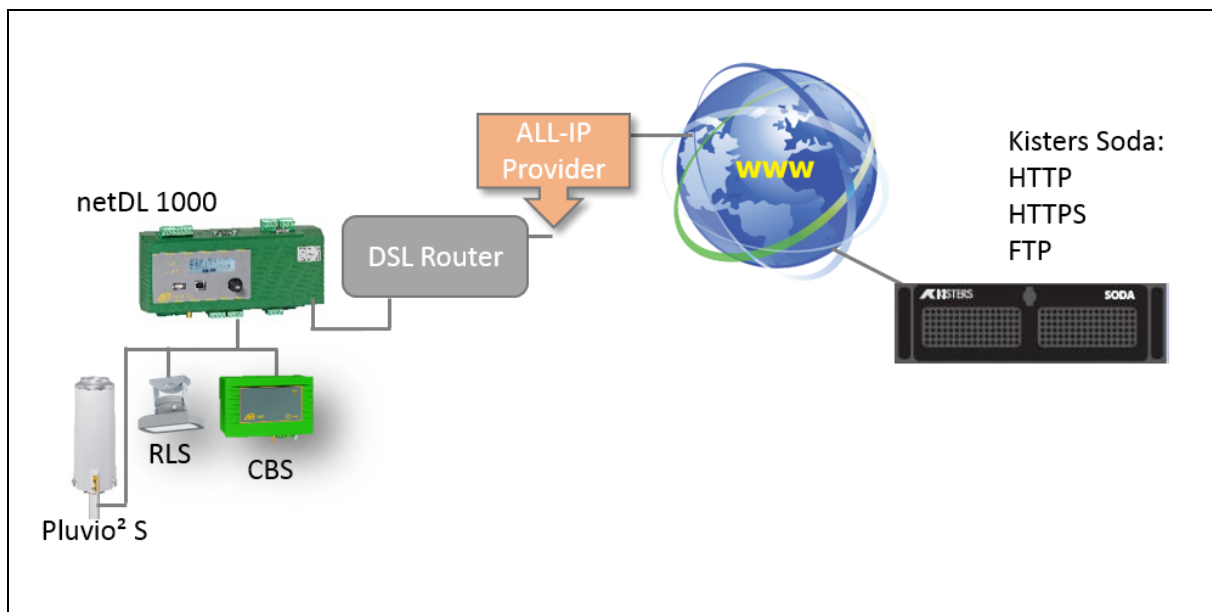 ALL-IP
Provider
www
Kisters Soda:
HTTP
HTTPS
FTP
netDL 1000
DSL Router
KISTERS
SODA
RLS
CBS
Pluvio² S